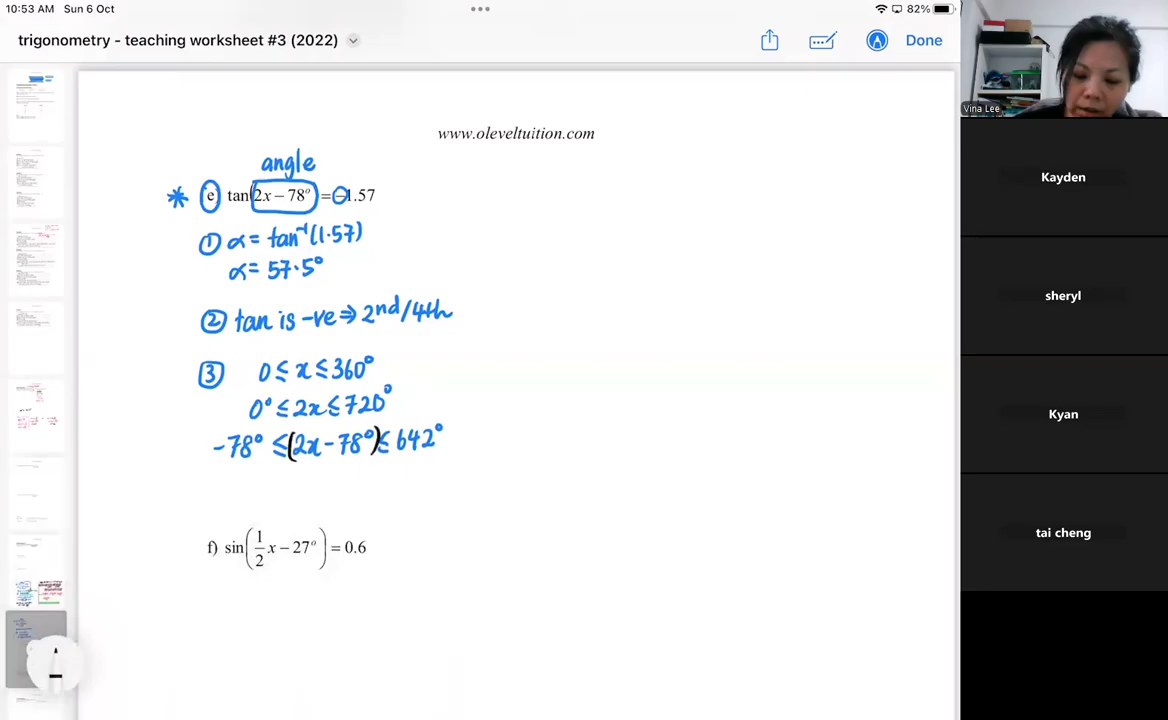 10:53 AM Sun 6 Oct
82%
trigonometry - teaching worksheet #3 (2022)
Done
www.oleveltuition.com
angle
* e) tan(2x – 78° = –1.57
① α = tan⁻¹(1.57)
α = 57.5°
② tan is -ve ⇒ 2nd/4th
③ 0 ≤ x ≤ 360°
0° ≤ 2x ≤ 720°
-78° ≤ (2x - 78°) ≤ 642°
f) sin(1/2 x – 27°) = 0.6
Vina Lee
Kayden
sheryl
Kyan
tai cheng